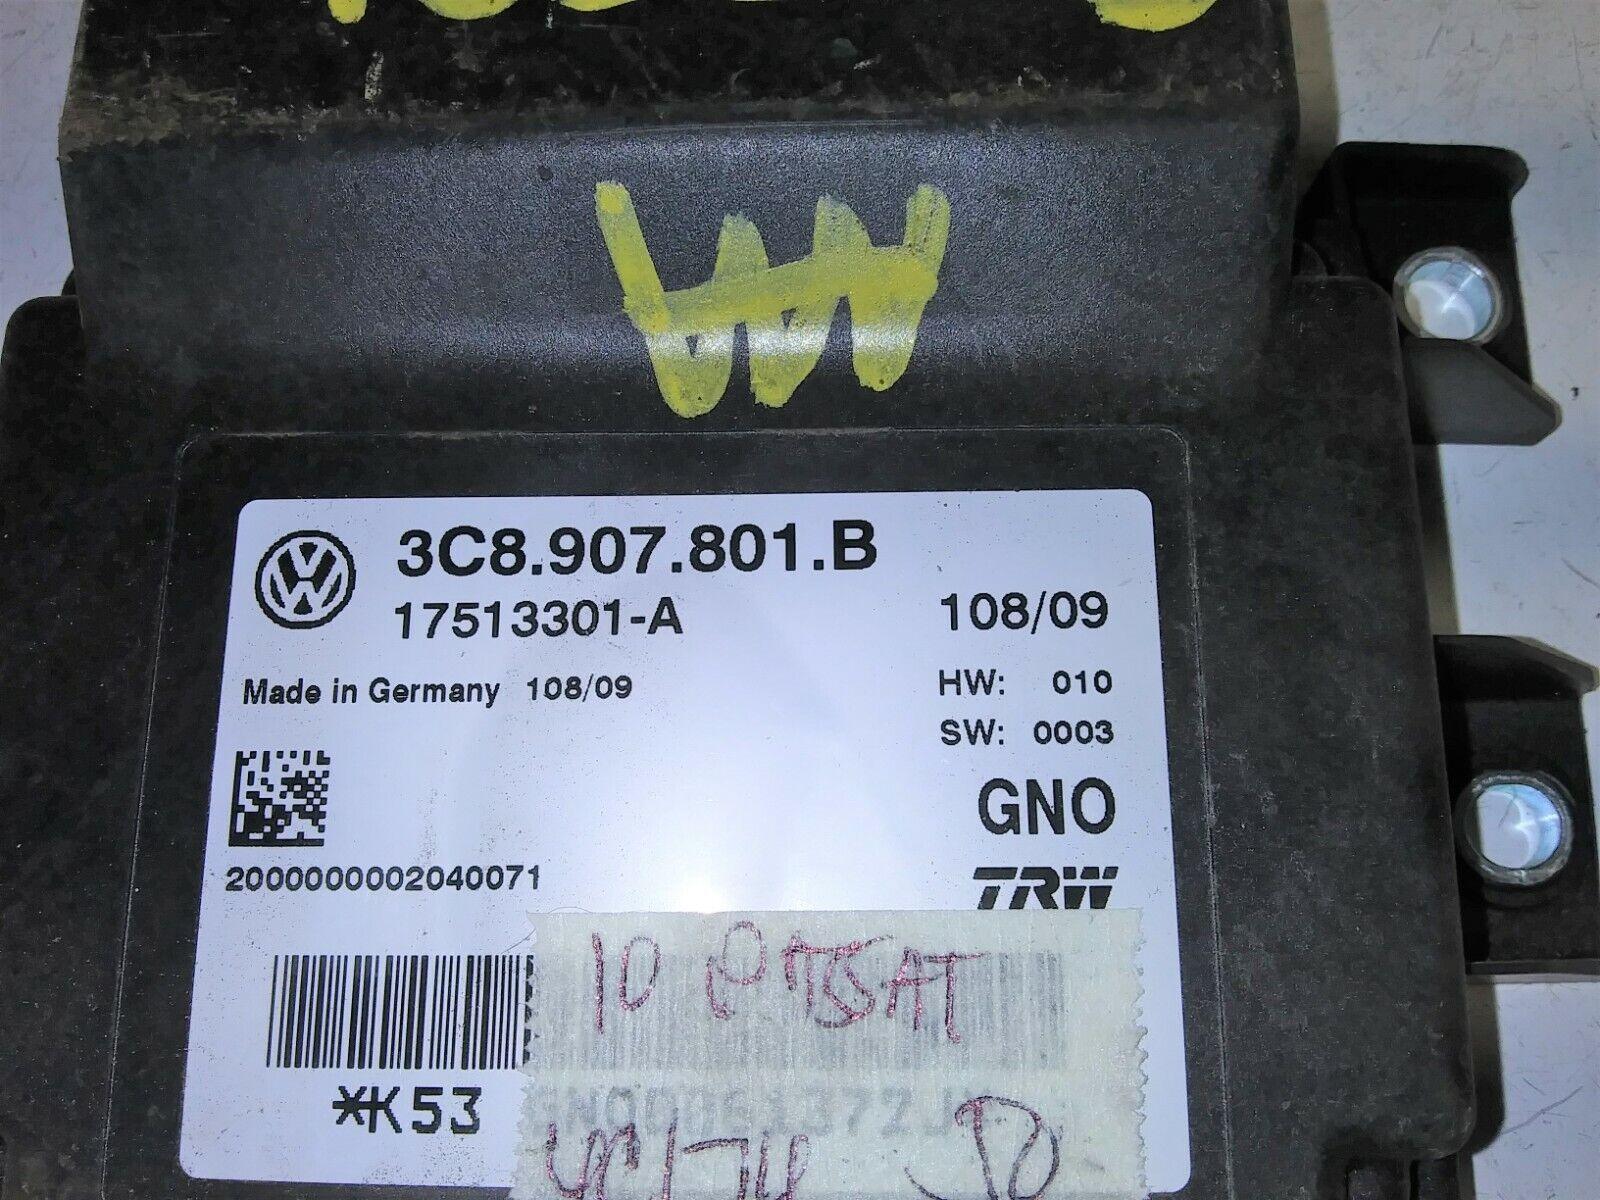 3C8.907.801.B
17513301-A 108/09
Made in Germany 108/09
HW: 010
SW: 0003
GNO
2000000002040071
TRW
10 PASSAT
*K53